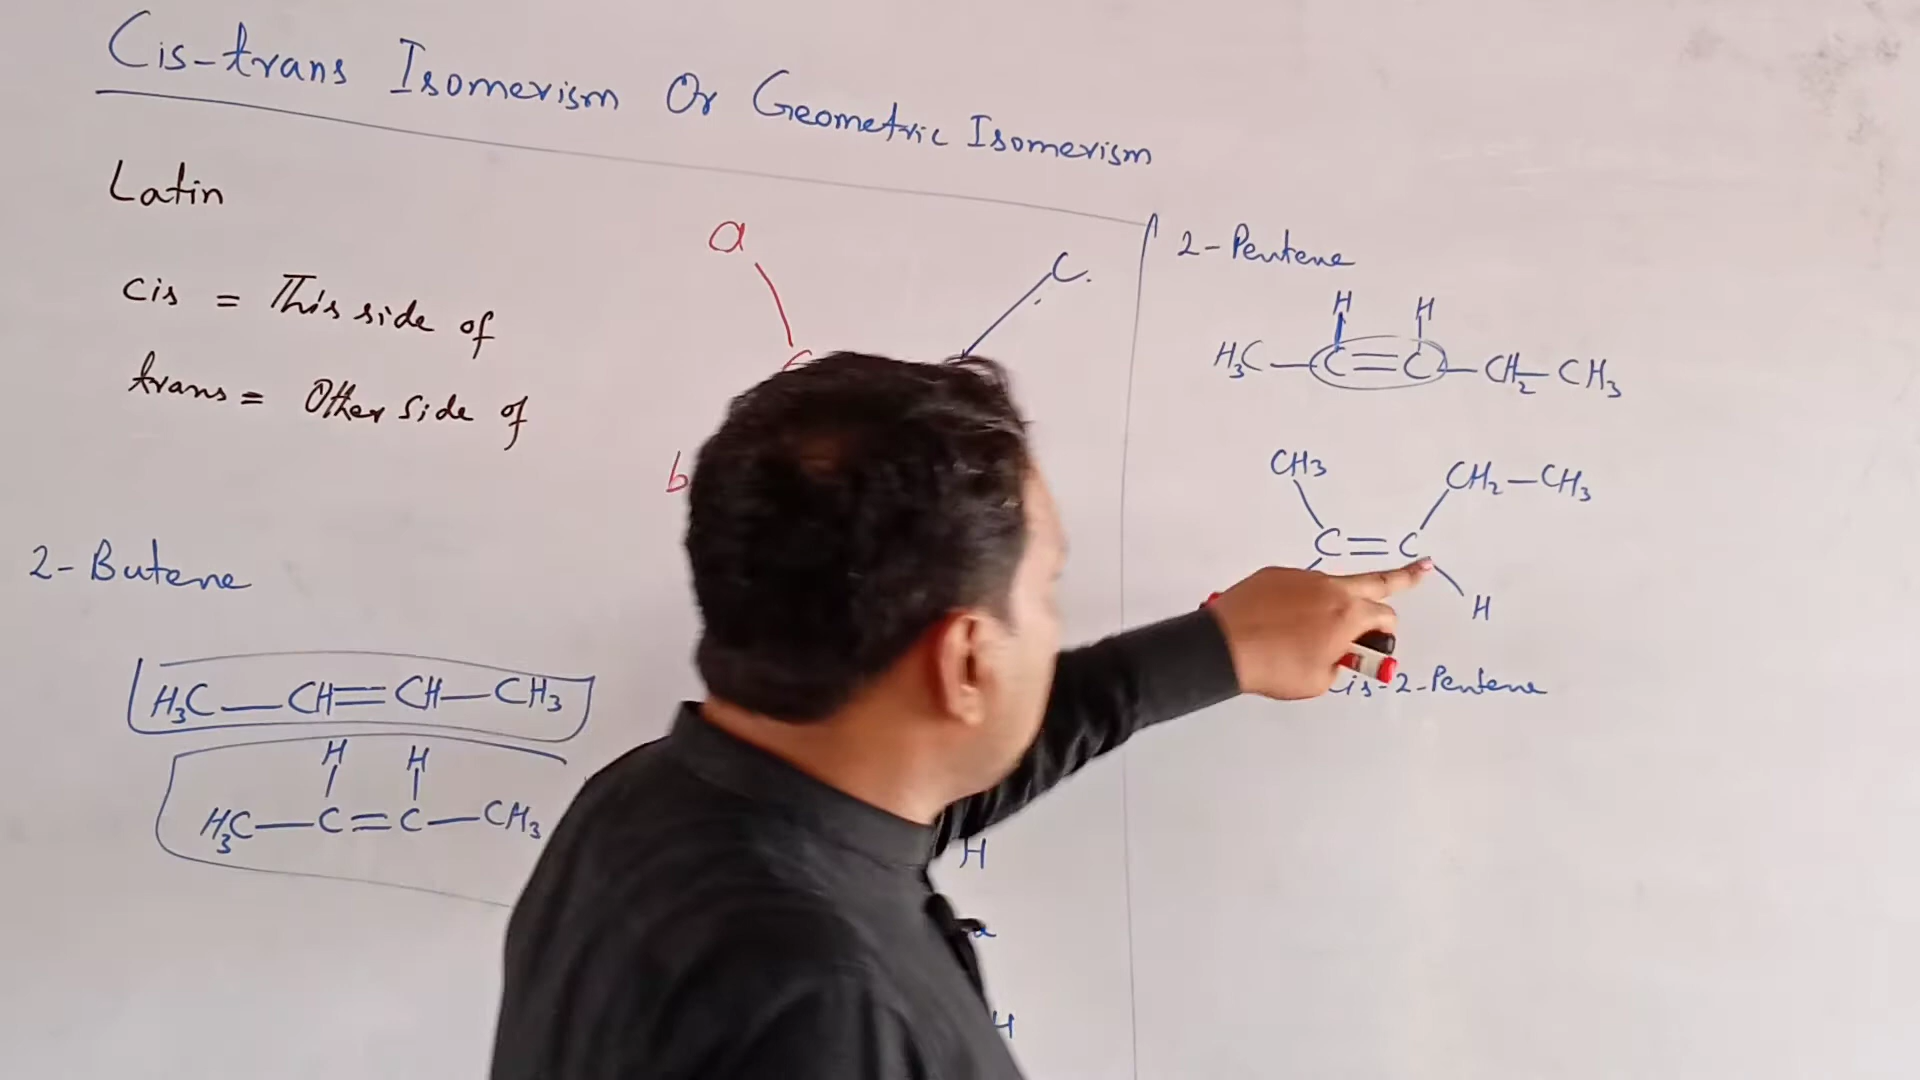 Cis-trans Isomerism Or Geometric Isomerism
Latin
cis = This side of
trans = Other side of
a
C.
b
2-Butene
H₃C—CH=CH—CH₃
H H
H₃C—C=C—CH₃
H
H
2-Pentene
H H
H₃C—C=C—CH₂—CH₃
CH₃ CH₂—CH₃
C=C
H
Cis-2-Pentene